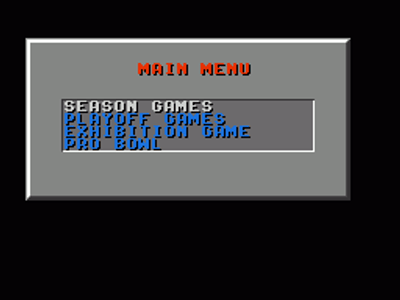 MAIN MENU
SEASON GAMES
PLAYOFF GAMES
EXHIBITION GAME
PRO BOWL